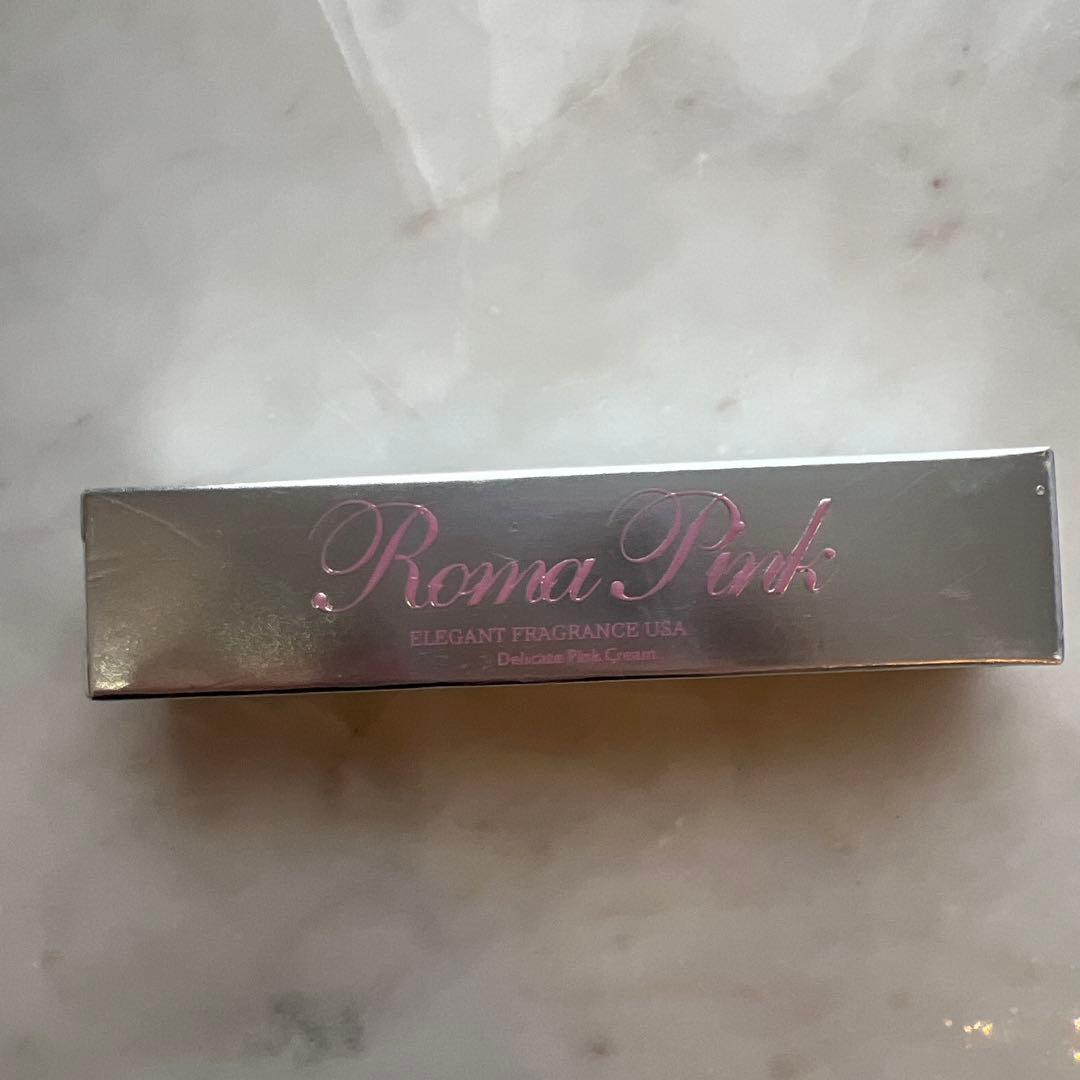 Roma Pink
ELEGANT FRAGRANCE USA
Delicate Pink Cream